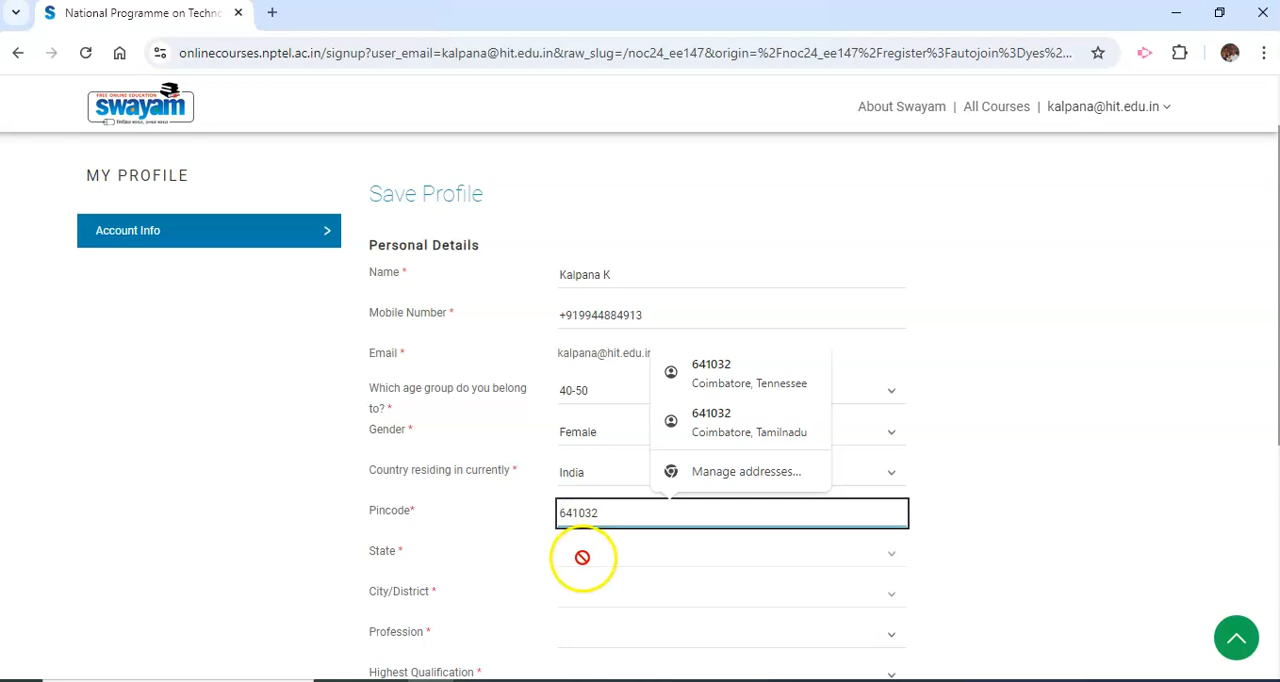 National Programme on Techno
onlinecourses.nptel.ac.in/signup?user_email=kalpana@hit.edu.in&raw_slug=/noc24_ee147&origin=%2Fnoc24_ee147%2Fregister%3Fautojoin%3Dyes%2...
FREE ONLINE EDUCATION
swayam
About Swayam | All Courses | kalpana@hit.edu.in
MY PROFILE
Account Info
Save Profile
Personal Details
Name * Kalpana K
Mobile Number * +919944884913
Email * kalpana@hit.edu.in
641032
Coimbatore, Tennessee
Which age group do you belong to? * 40-50
641032
Coimbatore, Tamilnadu
Gender * Female
Country residing in currently * India
Manage addresses...
Pincode* 641032
State *
City/District *
Profession *
Highest Qualification *